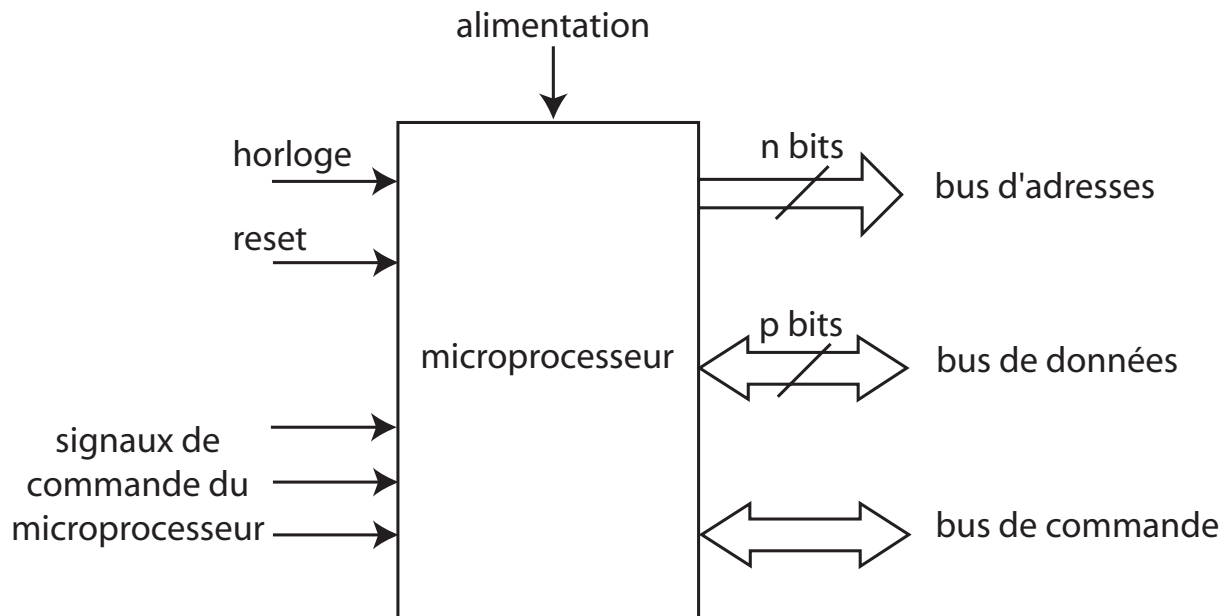 alimentation
horloge
n bits
bus d'adresses
reset
p bits
microprocesseur
bus de données
signaux de
commande du
microprocesseur
bus de commande